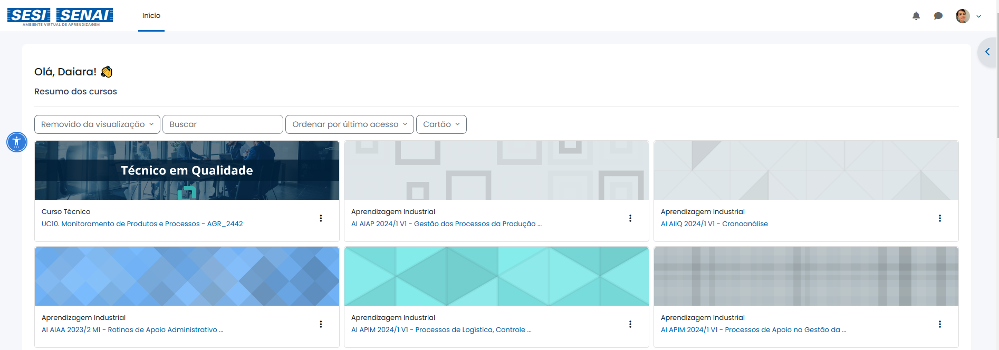 SESI SENAI
AMBIENTE VIRTUAL DE APRENDIZAGEM
Início
Olá, Daiara!
Resumo dos cursos
Removido da visualização
Buscar
Ordenar por último acesso
Cartão
Técnico em Qualidade
Curso Técnico
UC10. Monitoramento de Produtos e Processos - AGR_2442
Aprendizagem Industrial
AI AIAP 2024/1 V1 - Gestão dos Processos da Produção ...
Aprendizagem Industrial
AI AIIQ 2024/1 V1 - Cronoanálise
Aprendizagem Industrial
AI AIAA 2023/2 M1 - Rotinas de Apoio Administrativo ...
Aprendizagem Industrial
AI APIM 2024/1 V1 - Processos de Logística, Controle ...
Aprendizagem Industrial
AI APIM 2024/1 V1 - Processos de Apoio na Gestão da ...